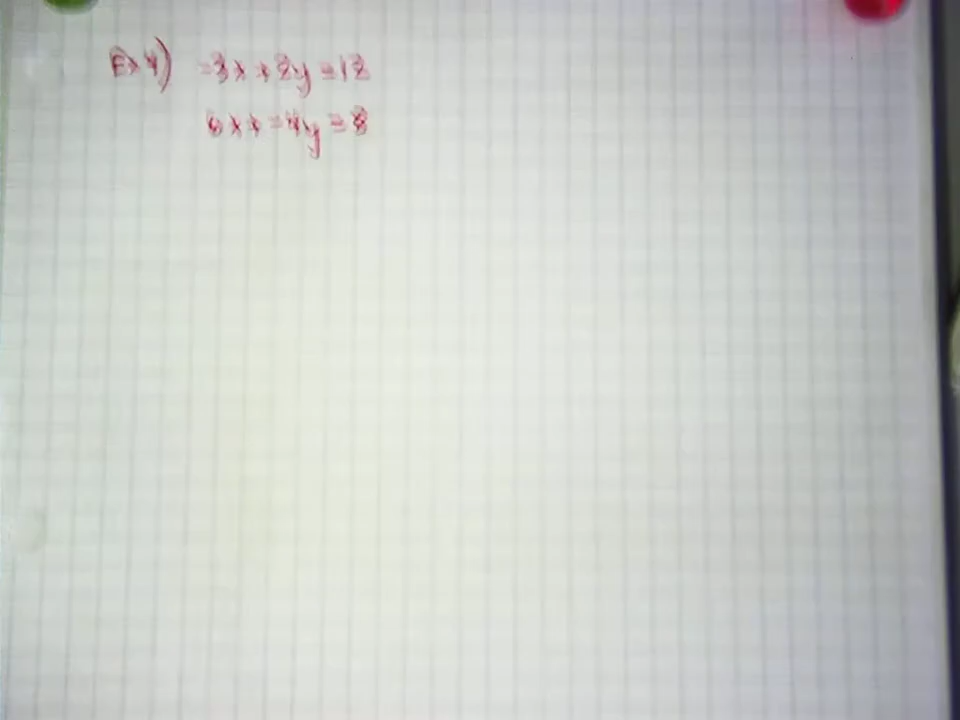 Ex 4) -3x + 2y = 12
6x + -4y = 8